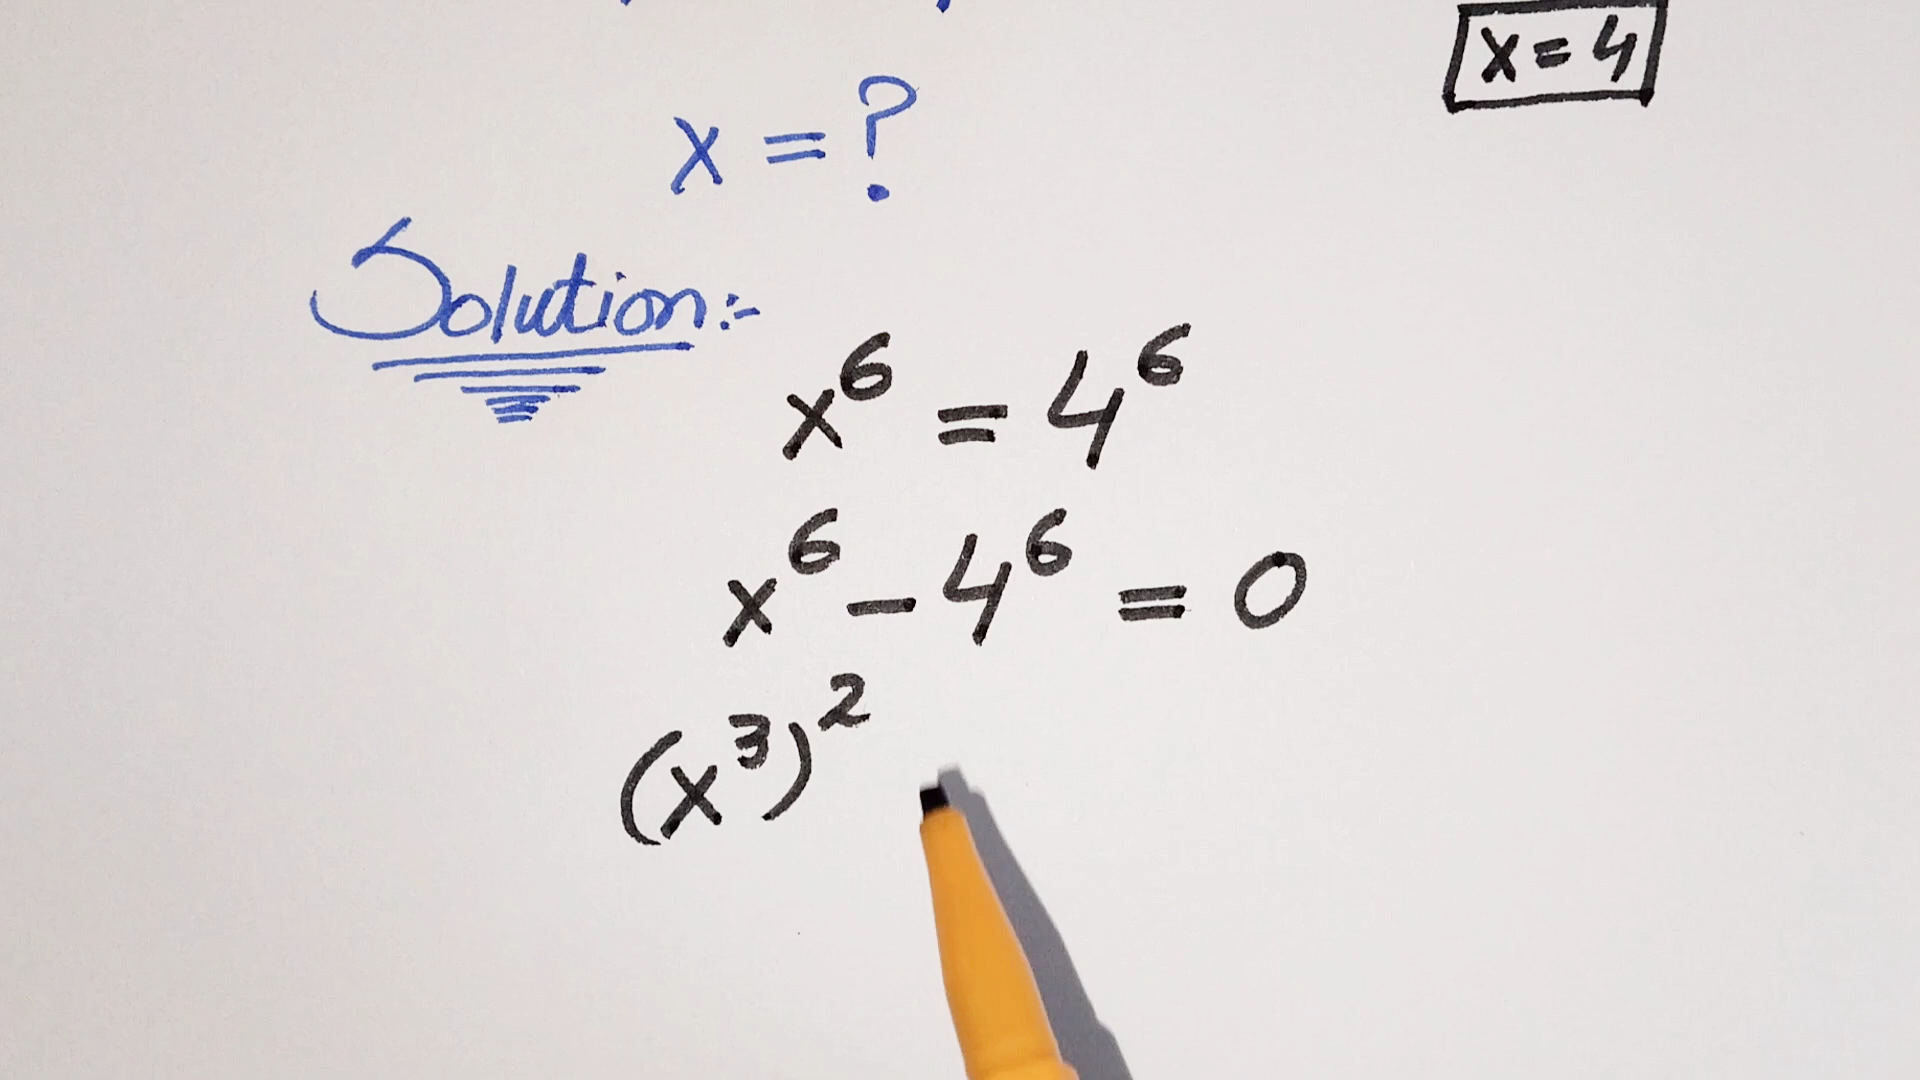 x = 4
x = ?
Solution:-
x⁶ = 4⁶
x⁶ - 4⁶ = 0
(x³)²